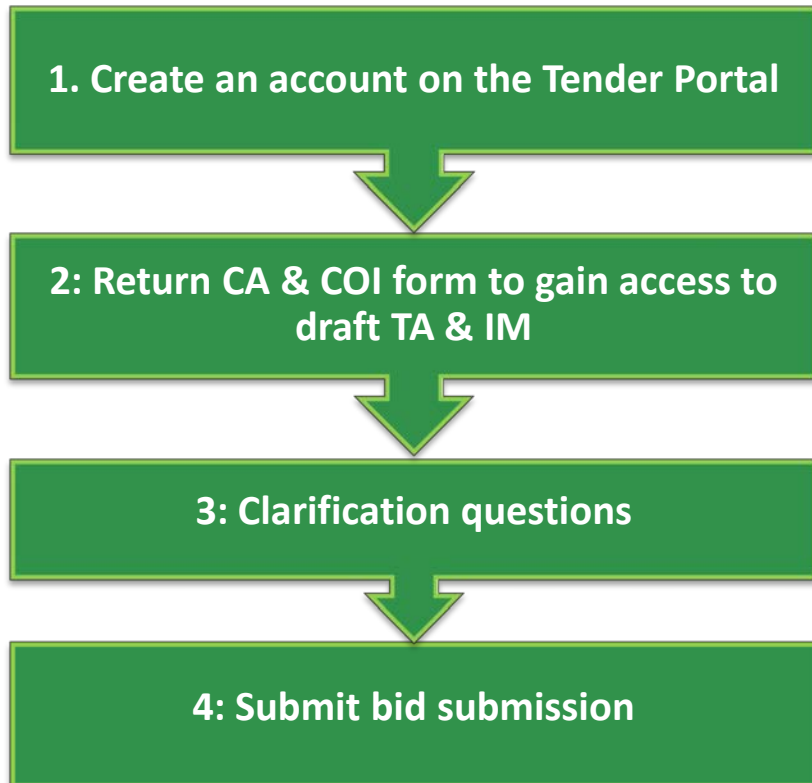 1. Create an account on the Tender Portal
2: Return CA & COI form to gain access to
draft TA & IM
3: Clarification questions
4: Submit bid submission